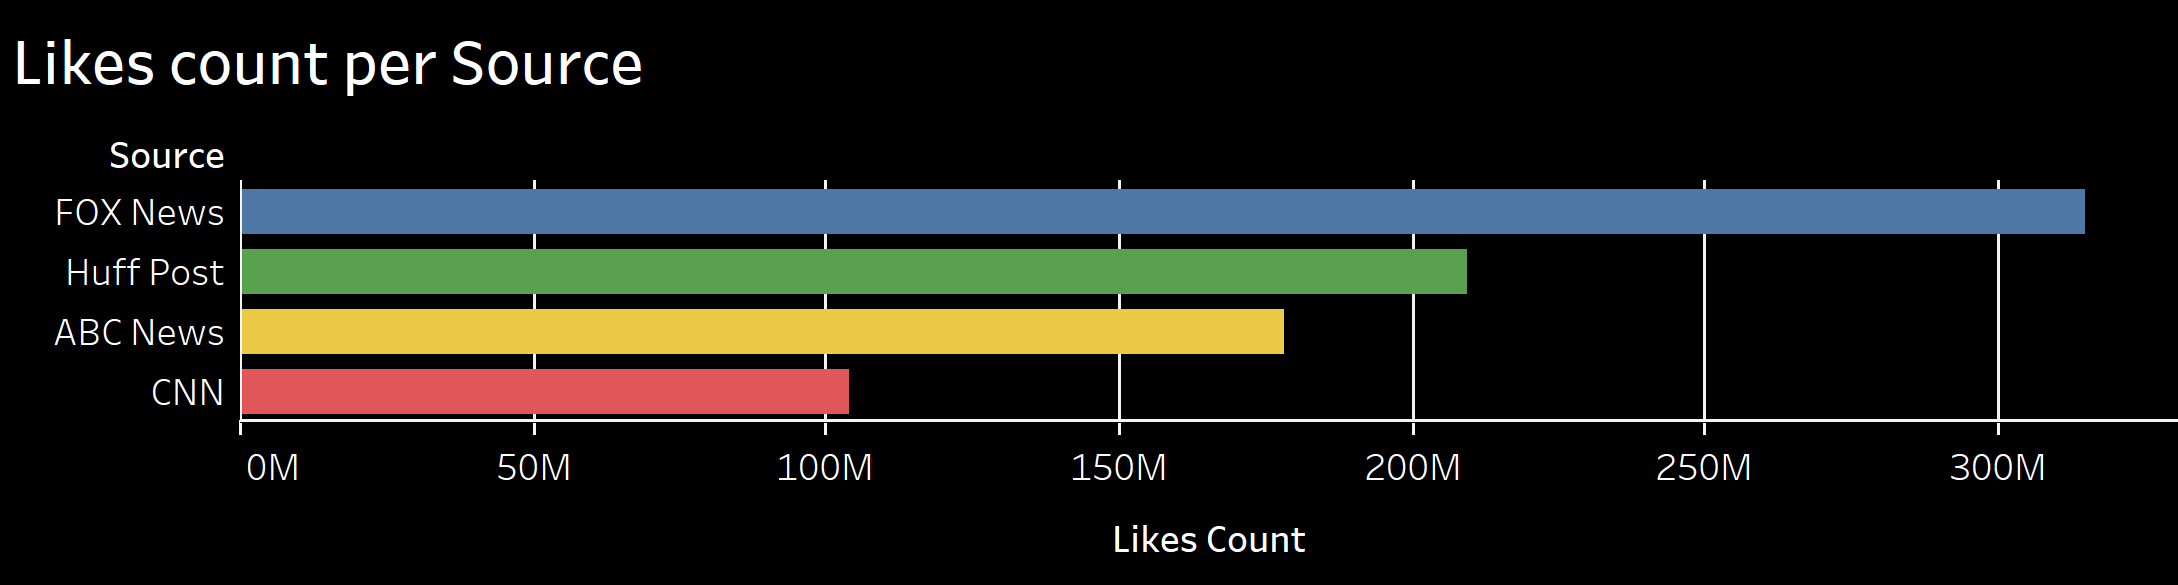 Likes count per Source
Source
FOX News
Huff Post
ABC News
CNN
0M 50M 100M 150M 200M 250M 300M
Likes Count